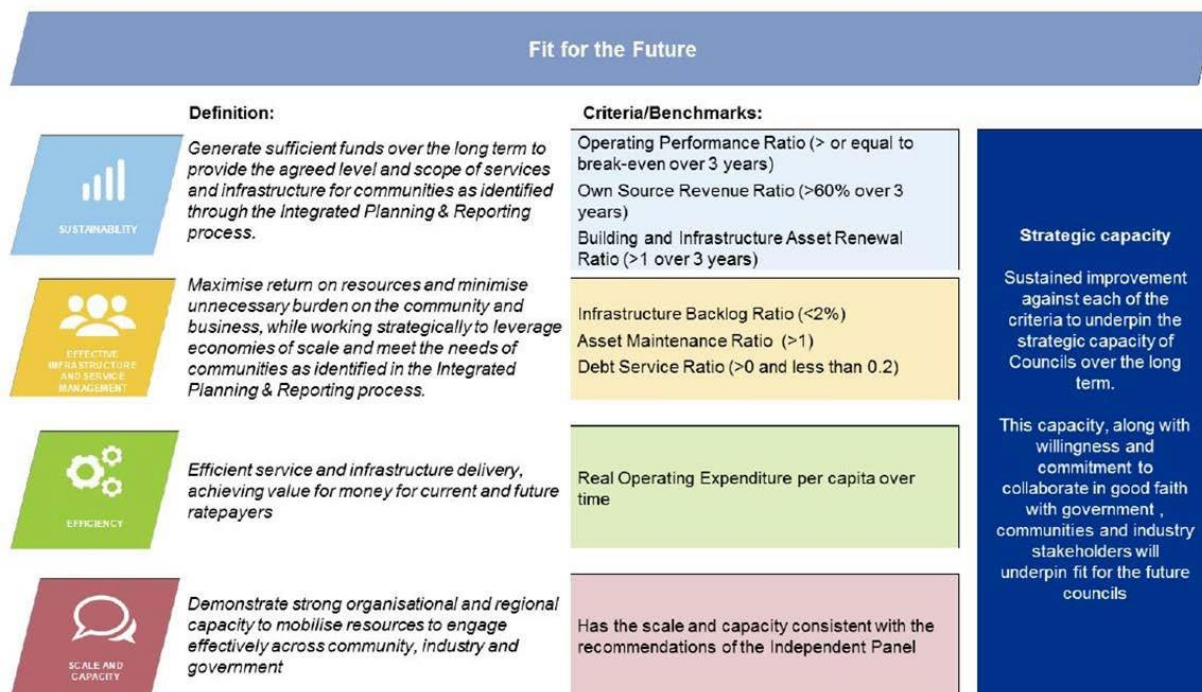 Fit for the Future
Definition:
Criteria/Benchmarks:
SUSTAINABILITY
Generate sufficient funds over the long term to
provide the agreed level and scope of services
and infrastructure for communities as identified
through the Integrated Planning & Reporting
process.
Operating Performance Ratio (> or equal to
break-even over 3 years)
Own Source Revenue Ratio (>60% over 3
years)
Building and Infrastructure Asset Renewal
Ratio (>1 over 3 years)
EFFECTIVE
INFRASTRUCTURE
AND SERVICE
MANAGEMENT
Maximise return on resources and minimise
unnecessary burden on the community and
business, while working strategically to leverage
economies of scale and meet the needs of
communities as identified in the Integrated
Planning & Reporting process.
Infrastructure Backlog Ratio (<2%)
Asset Maintenance Ratio (>1)
Debt Service Ratio (>0 and less than 0.2)
EFFICIENCY
Efficient service and infrastructure delivery,
achieving value for money for current and future
ratepayers
Real Operating Expenditure per capita over
time
SCALE AND
CAPACITY
Demonstrate strong organisational and regional
capacity to mobilise resources to engage
effectively across community, industry and
government
Has the scale and capacity consistent with the
recommendations of the Independent Panel
Strategic capacity
Sustained improvement
against each of the
criteria to underpin the
strategic capacity of
Councils over the long
term.
This capacity, along with
willingness and
commitment to
collaborate in good faith
with government ,
communities and industry
stakeholders will
underpin fit for the future
councils